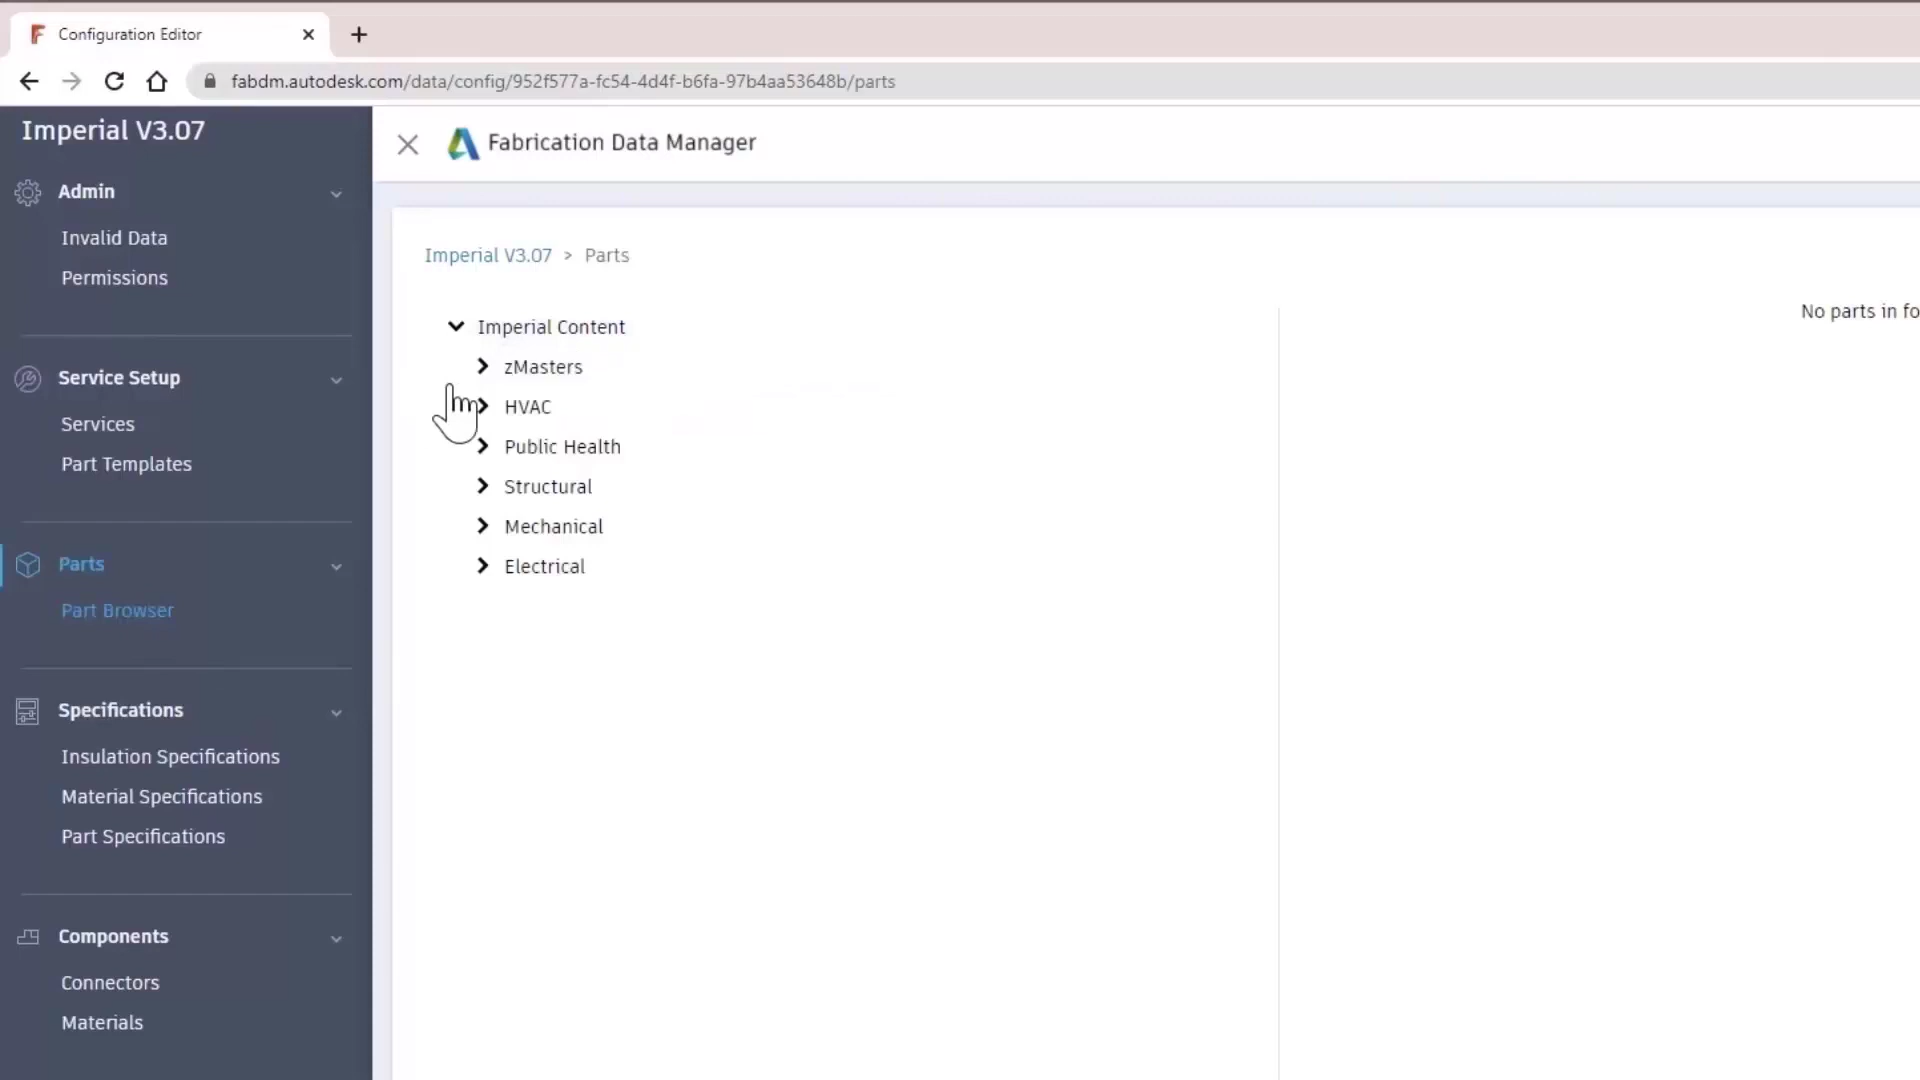 Configuration Editor
fabdm.autodesk.com/data/config/952f577a-fc54-4d4f-b6fa-97b4aa53648b/parts
Imperial V3.07
Admin
Invalid Data
Permissions
Service Setup
Services
Part Templates
Parts
Part Browser
Specifications
Insulation Specifications
Material Specifications
Part Specifications
Components
Connectors
Materials
Fabrication Data Manager
Imperial V3.07 > Parts
Imperial Content
zMasters
HVAC
Public Health
Structural
Mechanical
Electrical
No parts in fo